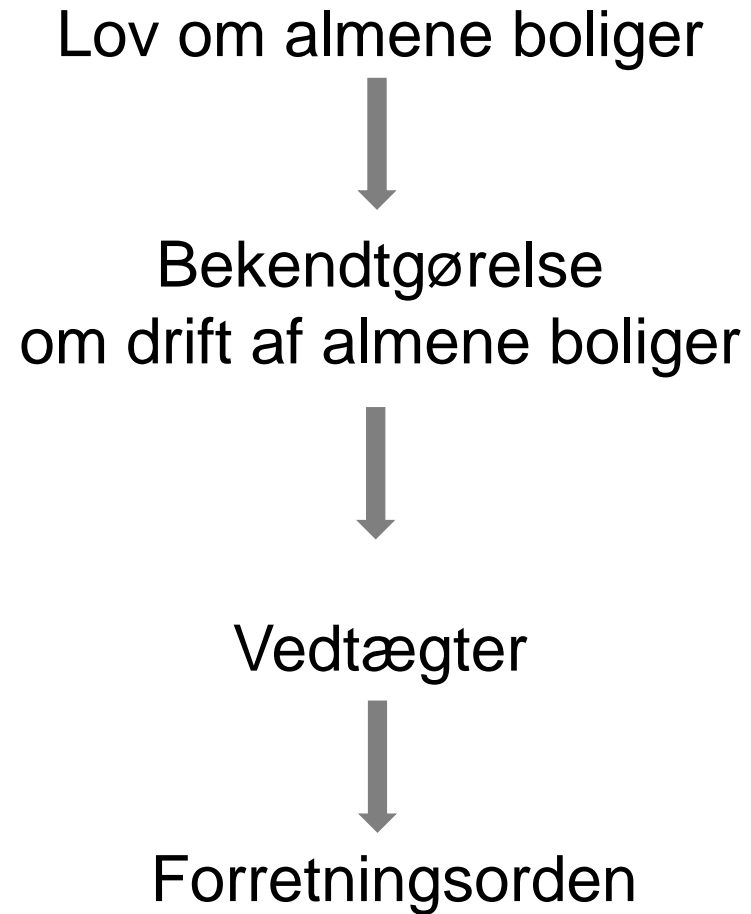 Lov om almene boliger
Bekendtgørelse
om drift af almene boliger
Vedtægter
Forretningsorden